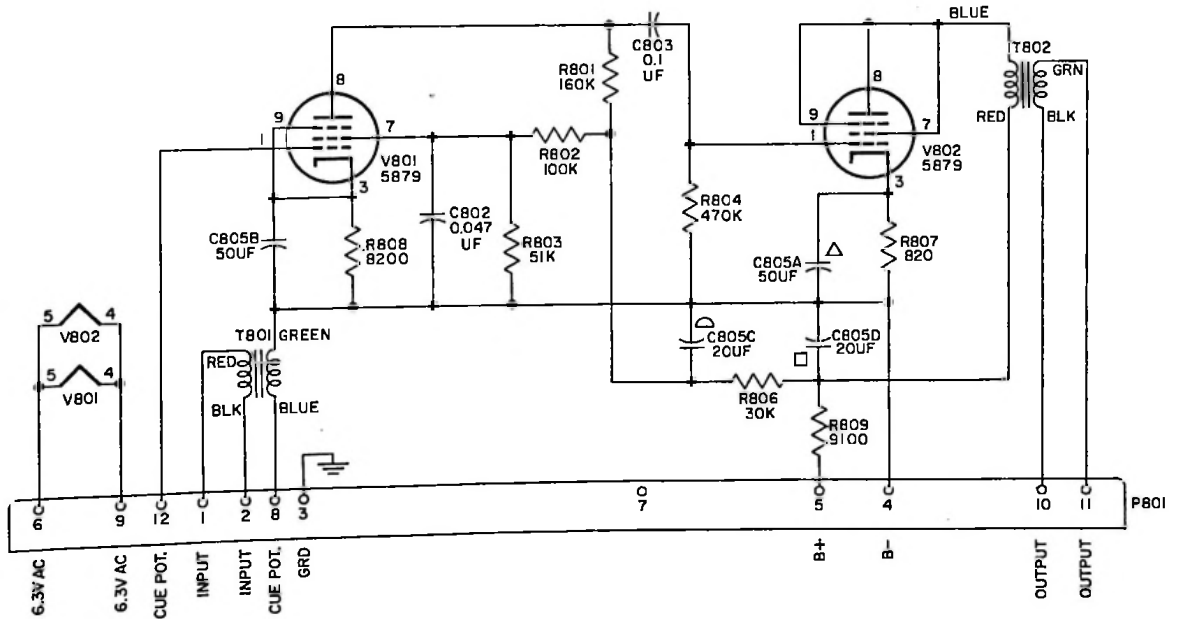 BLUE
C803
0.1
UF
T802
R801
160K
8
8
GRN
9
1
7
9
1
7
RED
BLK
V801
5879
R802
100K
V802
5879
3
3
C805B
50UF
R808
8200
C802
0.047
UF
R803
51K
R804
470K
C805A
50UF
R807
820
5
4
V802
T801
GREEN
C805C
20UF
C805D
20UF
RED
5
4
V801
BLK
BLUE
R806
30K
R809
9100
6
9
12
1
2
8
3
7
5
4
10
11
P801
6.3V AC
6.3V AC
CUE POT.
INPUT
INPUT
CUE POT.
GRD
B+
B-
OUTPUT
OUTPUT